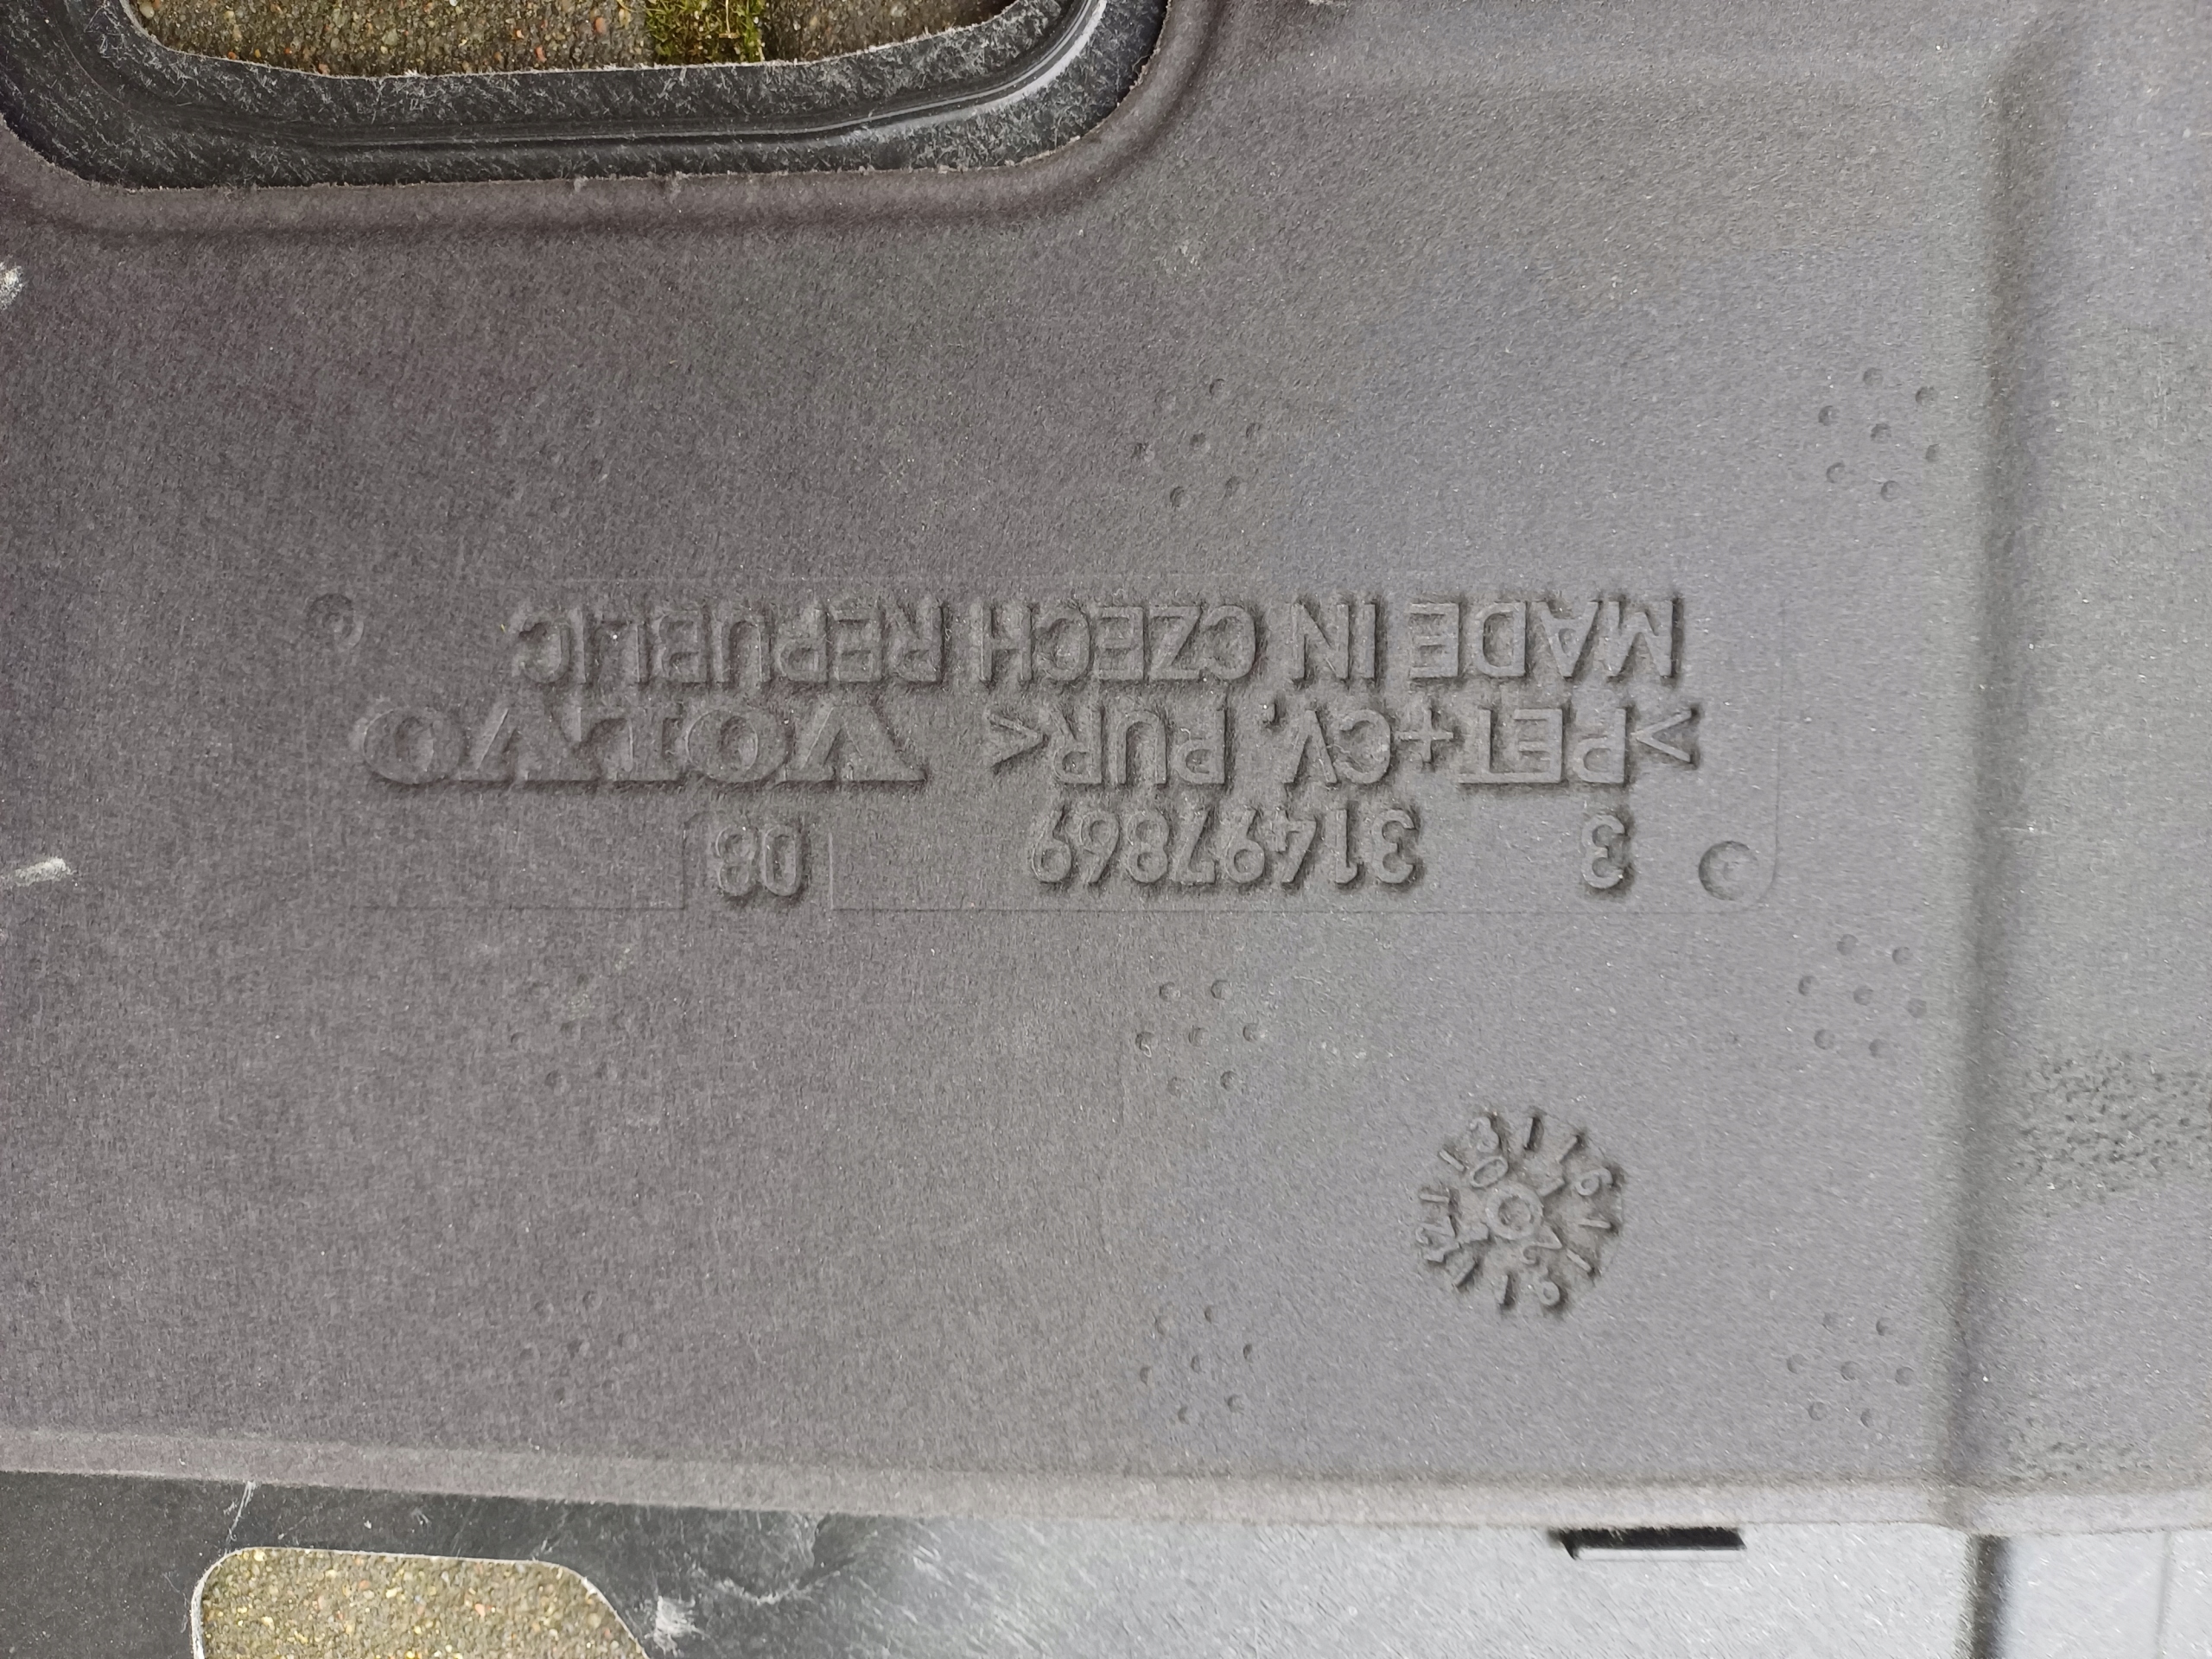 3 31497869 08
>PET+CV, PUR< VOLVO
MADE IN CZECH REPUBLIC